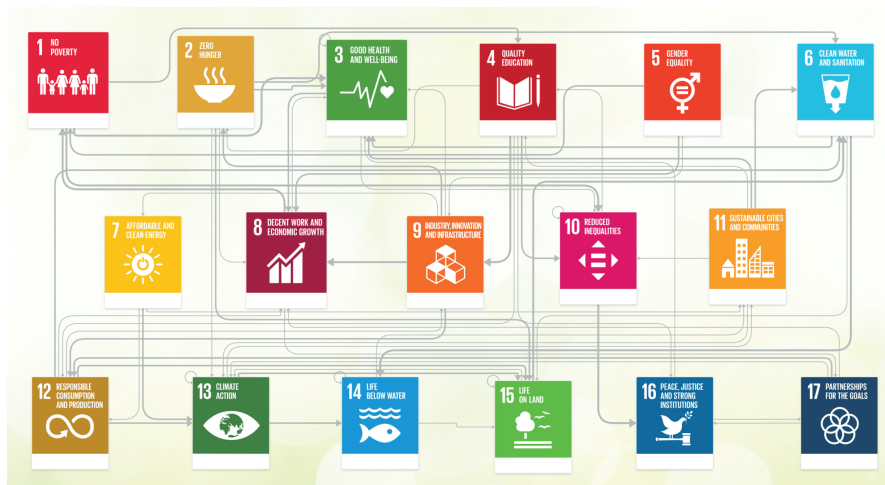 1 NO
POVERTY
2 ZERO
HUNGER
3 GOOD HEALTH
AND WELL-BEING
4 QUALITY
EDUCATION
5 GENDER
EQUALITY
6 CLEAN WATER
AND SANITATION
7 AFFORDABLE AND
CLEAN ENERGY
8 DECENT WORK AND
ECONOMIC GROWTH
9 INDUSTRY, INNOVATION
AND INFRASTRUCTURE
10 REDUCED
INEQUALITIES
11 SUSTAINABLE CITIES
AND COMMUNITIES
12 RESPONSIBLE
CONSUMPTION
AND PRODUCTION
13 CLIMATE
ACTION
14 LIFE
BELOW WATER
15 LIFE
ON LAND
16 PEACE, JUSTICE
AND STRONG
INSTITUTIONS
17 PARTNERSHIPS
FOR THE GOALS